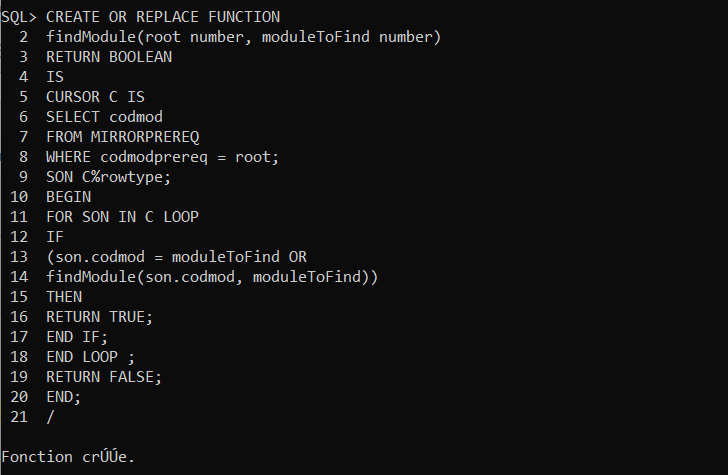 SQL> CREATE OR REPLACE FUNCTION
2 findModule(root number, moduleToFind number)
3 RETURN BOOLEAN
4 IS
5 CURSOR C IS
6 SELECT codmod
7 FROM MIRRORPREREQ
8 WHERE codmodprereq = root;
9 SON C%rowtype;
10 BEGIN
11 FOR SON IN C LOOP
12 IF
13 (son.codmod = moduleToFind OR
14 findModule(son.codmod, moduleToFind))
15 THEN
16 RETURN TRUE;
17 END IF;
18 END LOOP ;
19 RETURN FALSE;
20 END;
21 /
Fonction crÚÚe.